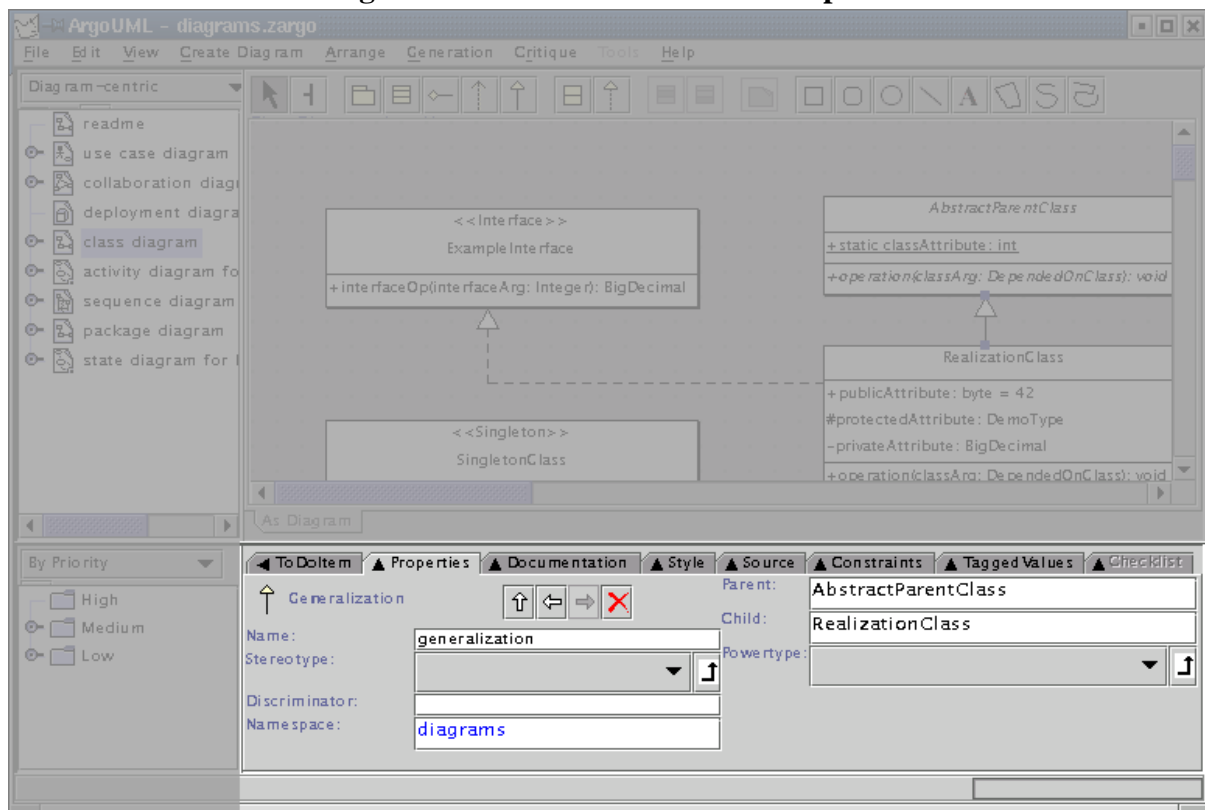 ArgoUML - diagrams.zargo
File Edit View Create Diagram Arrange Generation Critique Tools Help
Diagram-centric
readme
use case diagram
collaboration diagr
deployment diagra
class diagram
activity diagram fo
sequence diagram
package diagram
state diagram for l
A S
<<Interface>>
ExampleInterface
+interfaceOp(interfaceArg: Integer): BigDecimal
AbstractParentClass
+static classAttribute: int
+operation(classArg: DependedOnClass): void
RealizationClass
+publicAttribute: byte = 42
#protectedAttribute: DemoType
-privateAttribute: BigDecimal
+operation(classArg: DependedOnClass): void
<<Singleton>>
SingletonClass
As Diagram
By Priority
High
Medium
Low
ToDoItem Properties Documentation Style Source Constraints Tagged Values Checklist
Generalization
Name: generalization
Stereotype:
Discriminator:
Namespace: diagrams
Parent: AbstractParentClass
Child: RealizationClass
Powertype: